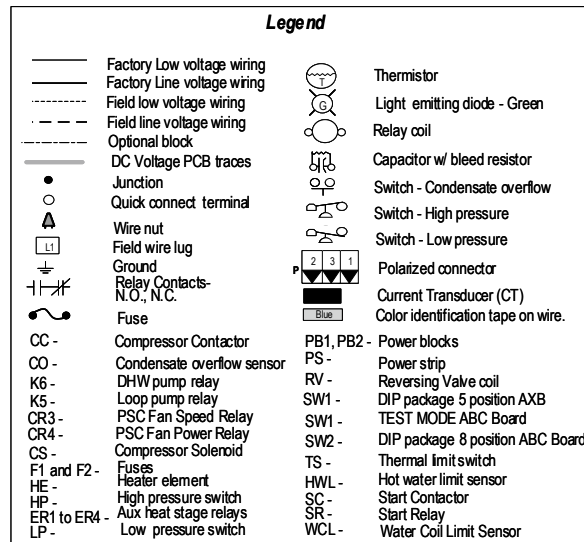 Legend
Factory Low voltage wiring
Factory Line voltage wiring
Field low voltage wiring
Field line voltage wiring
Optional block
DC Voltage PCB traces
Junction
Quick connect terminal
Wire nut
L1
Field wire lug
Ground
Relay Contacts-
N.O., N.C.
Fuse
T
Thermistor
G
Light emitting diode - Green
Relay coil
Capacitor w/ bleed resistor
Switch - Condensate overflow
Switch - High pressure
Switch - Low pressure
P 2 3 1
Polarized connector
Current Transducer (CT)
Blue
Color identification tape on wire.
CC - Compressor Contactor
CO - Condensate overflow sensor
K6 - DHW pump relay
K5 - Loop pump relay
CR3 - PSC Fan Speed Relay
CR4 - PSC Fan Power Relay
CS - Compressor Solenoid
F1 and F2 - Fuses
HE - Heater element
HP - High pressure switch
ER1 to ER4 - Aux heat stage relays
LP - Low pressure switch
PB1, PB2 - Power blocks
PS - Power strip
RV - Reversing Valve coil
SW1 - DIP package 5 position AXB
SW1 - TEST MODE ABC Board
SW2 - DIP package 8 position ABC Board
TS - Thermal limit switch
HWL - Hot water limit sensor
SC - Start Contactor
SR - Start Relay
WCL - Water Coil Limit Sensor